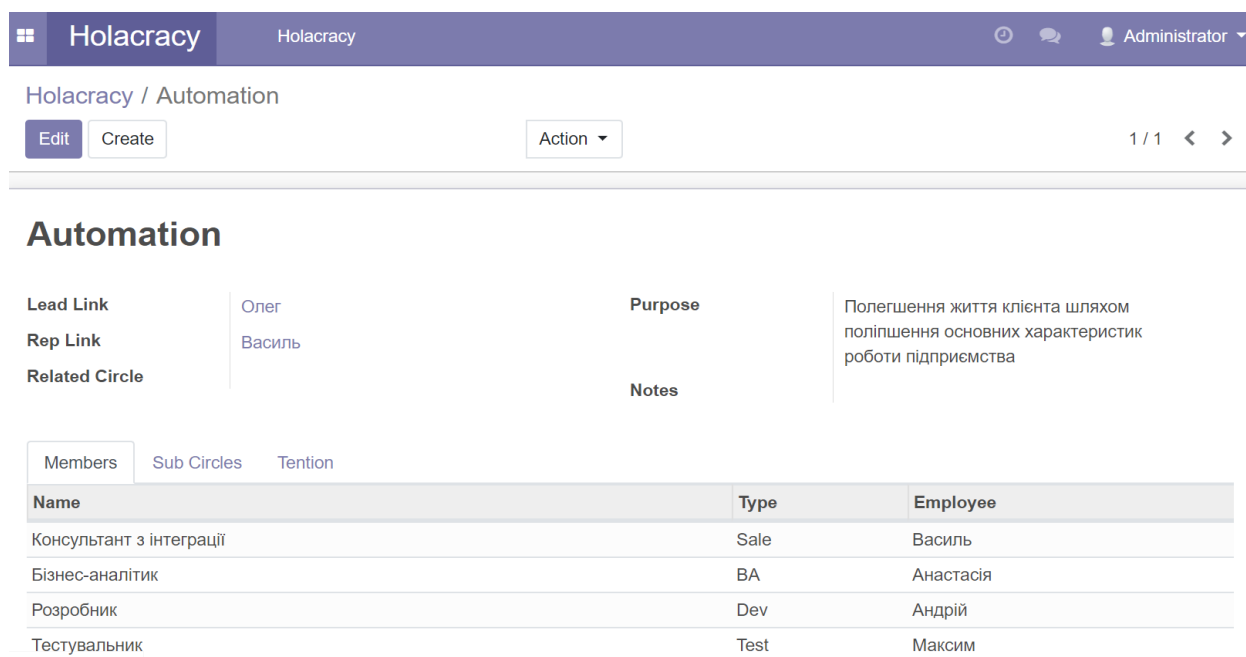 Holacracy Holacracy Administrator
Holacracy / Automation
Edit Create Action 1 / 1
Automation
Lead Link Олег
Rep Link Василь
Related Circle
Purpose Полегшення життя клієнта шляхом
поліпшення основних характеристик
роботи підприємства
Notes
Members Sub Circles Tention
Name Type Employee
Консультант з інтеграції Sale Василь
Бізнес-аналітик BA Анастасія
Розробник Dev Андрій
Тестувальник Test Максим